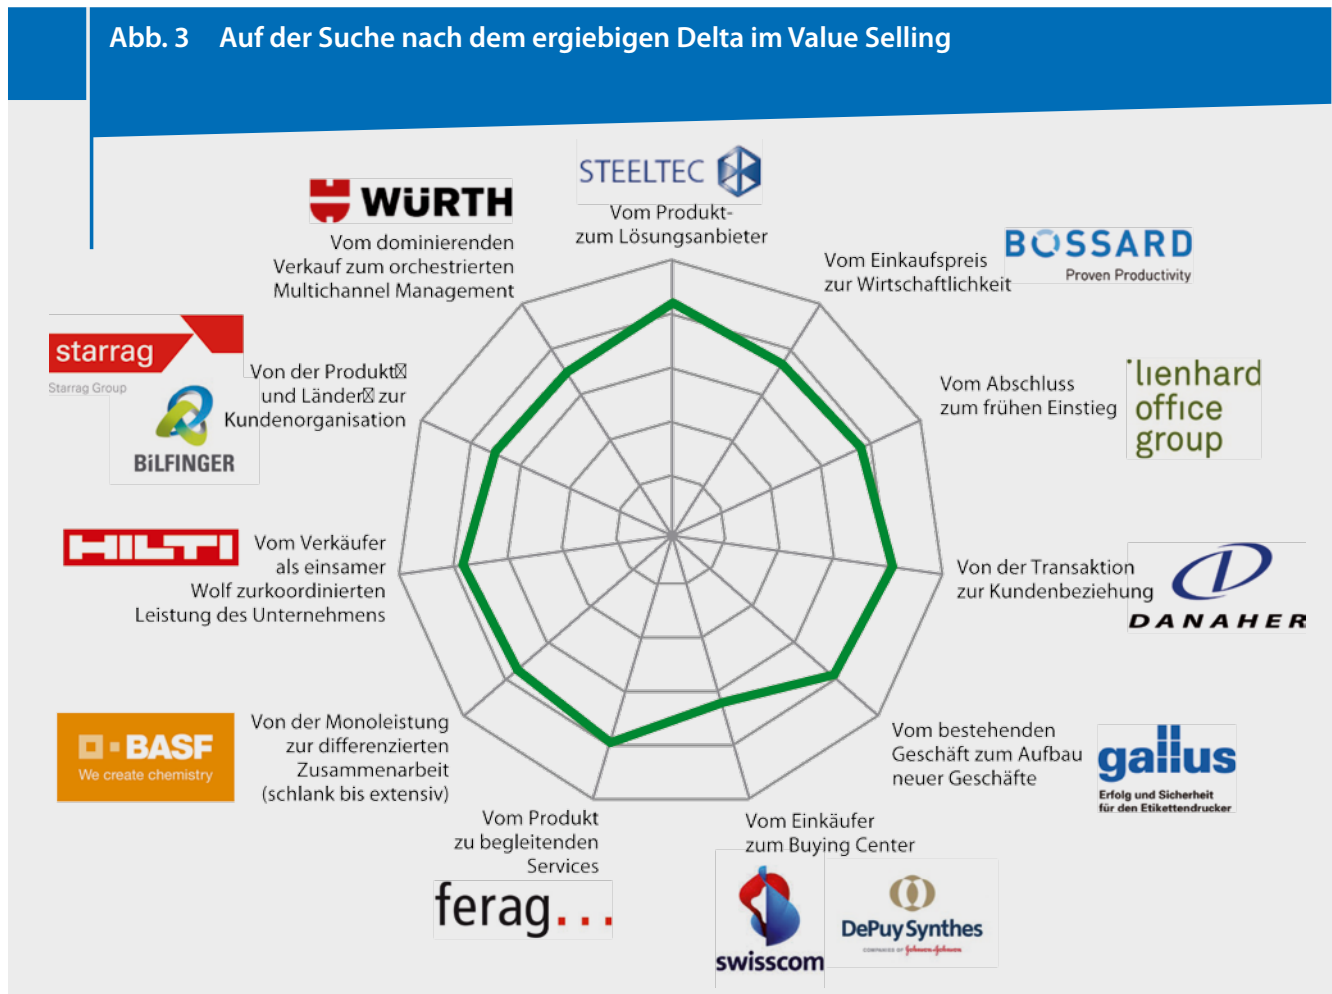 Abb. 3 Auf der Suche nach dem ergiebigen Delta im Value Selling
STEELTEC
Vom Produkt-
zum Lösungsanbieter
BOSSARD
Proven Productivity
Vom Einkaufspreis
zur Wirtschaftlichkeit
lienhard
office
group
Vom Abschluss
zum frühen Einstieg
Von der Transaktion
zur Kundenbeziehung
DANAHER
Vom bestehenden
Geschäft zum Aufbau
neuer Geschäfte
gallus
Erfolg und Sicherheit
für den Etikettendrucker
Vom Einkäufer
zum Buying Center
swisscom
DePuy Synthes
COMPANIES OF Johnson & Johnson
Vom Produkt
zu begleitenden
Services
ferag...
Von der Monoleistung
zur differenzierten
Zusammenarbeit
(schlank bis extensiv)
BASF
We create chemistry
HILTI
Vom Verkäufer
als einsamer
Wolf zurkoordinierten
Leistung des Unternehmens
starrag
Starrag Group
BiLFINGER
Von der Produkt
und Länder zur
Kundenorganisation
WÜRTH
Vom dominierenden
Verkauf zum orchestrierten
Multichannel Management